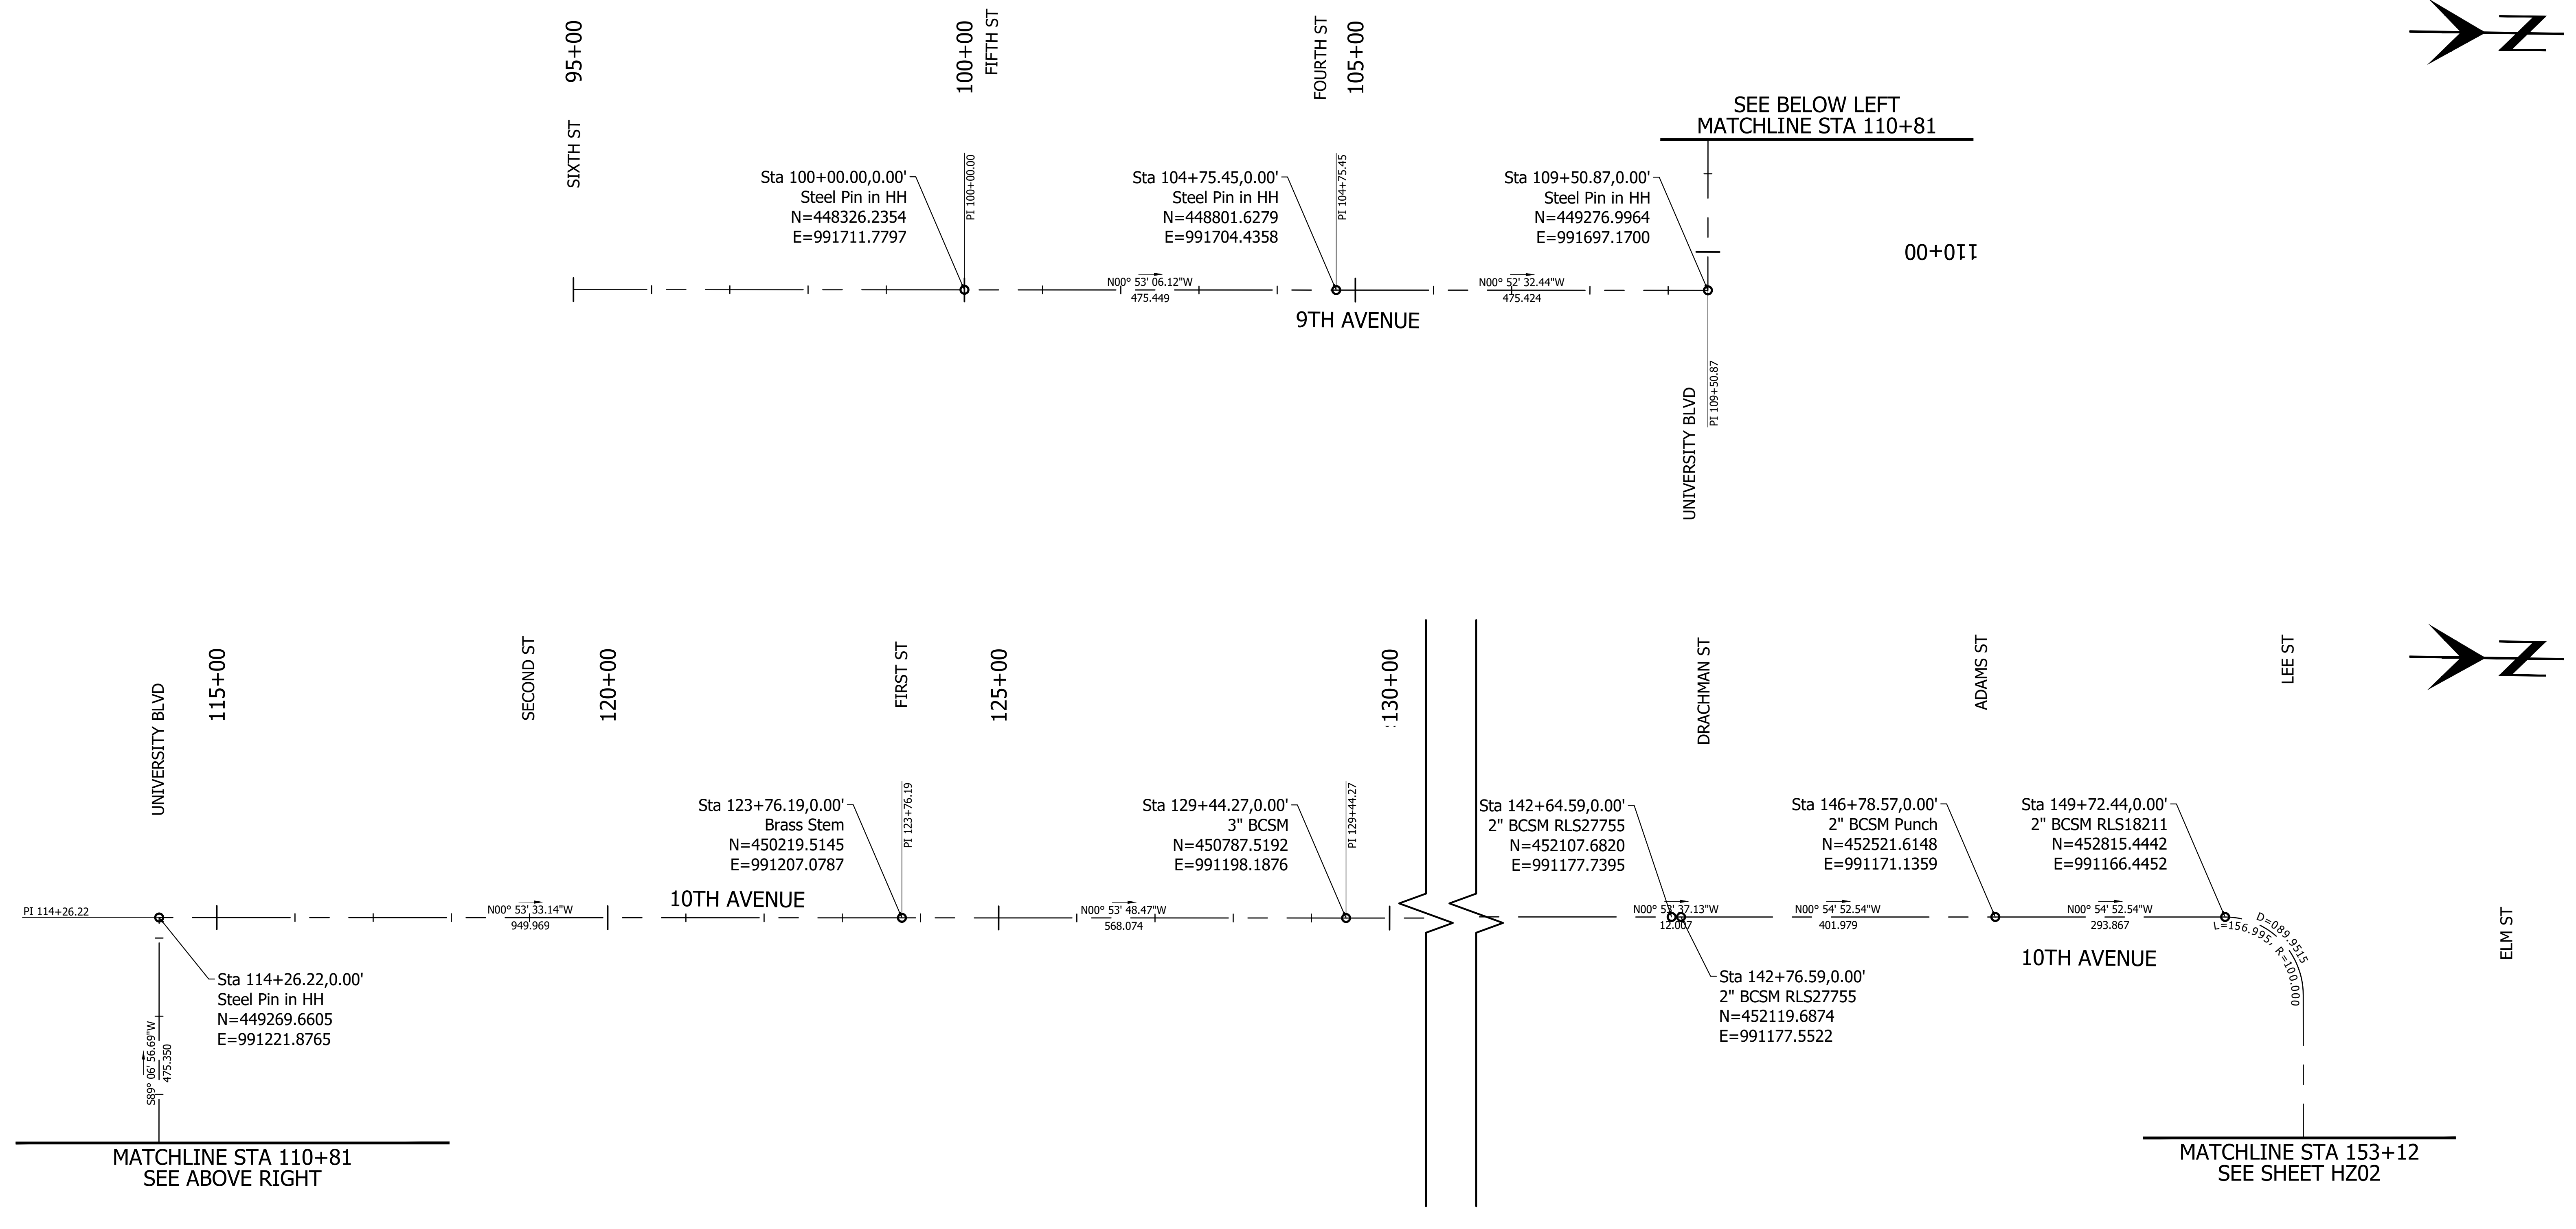 95+00
SIXTH ST
100+00
FIFTH ST
FOURTH ST
105+00
SEE BELOW LEFT
MATCHLINE STA 110+81
Sta 100+00.00,0.00'
Steel Pin in HH
N=448326.2354
E=991711.7797
PI 100+00.00
Sta 104+75.45,0.00'
Steel Pin in HH
N=448801.6279
E=991704.4358
PI 104+75.45
Sta 109+50.87,0.00'
Steel Pin in HH
N=449276.9964
E=991697.1700
110+00
N00° 53' 06.12"W
475.449
N00° 52' 32.44"W
475.424
9TH AVENUE
UNIVERSITY BLVD
PI 109+50.87
Z
UNIVERSITY BLVD
115+00
SECOND ST
120+00
FIRST ST
125+00
130+00
DRACHMAN ST
ADAMS ST
LEE ST
Z
Sta 123+76.19,0.00'
Brass Stem
N=450219.5145
E=991207.0787
PI 123+76.19
Sta 129+44.27,0.00'
3" BCSM
N=450787.5192
E=991198.1876
PI 129+44.27
Sta 142+64.59,0.00'
2" BCSM RLS27755
N=452107.6820
E=991177.7395
Sta 146+78.57,0.00'
2" BCSM Punch
N=452521.6148
E=991171.1359
Sta 149+72.44,0.00'
2" BCSM RLS18211
N=452815.4442
E=991166.4452
PI 114+26.22
N00° 53' 33.14"W
949.969
10TH AVENUE
N00° 53' 48.47"W
568.074
N00° 53' 37.13"W
12.007
N00° 54' 52.54"W
401.979
N00° 54' 52.54"W
293.867
D=089.9515
L=156.995, R=100.000
10TH AVENUE
ELM ST
Sta 114+26.22,0.00'
Steel Pin in HH
N=449269.6605
E=991221.8765
Sta 142+76.59,0.00'
2" BCSM RLS27755
N=452119.6874
E=991177.5522
S89° 06' 56.69"W
475.350
MATCHLINE STA 110+81
SEE ABOVE RIGHT
MATCHLINE STA 153+12
SEE SHEET HZ02